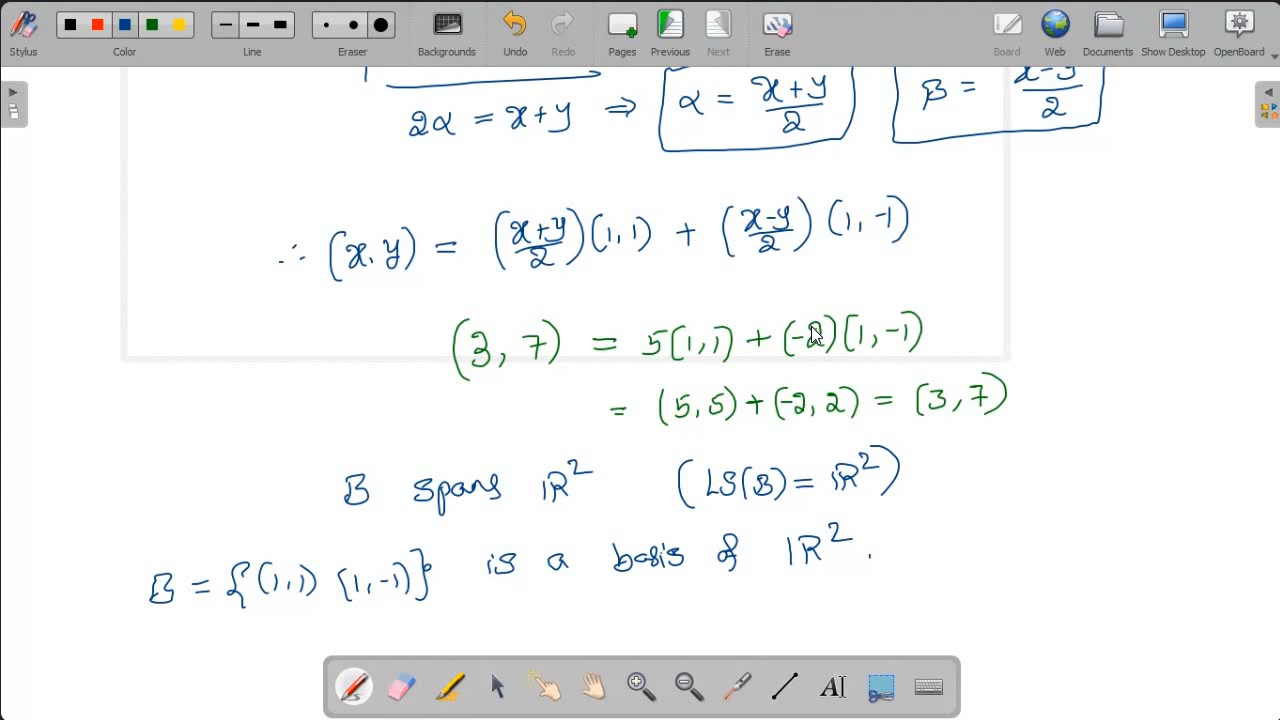 Stylus Color Line Eraser Backgrounds Undo Redo Pages Previous Next Erase Board Web Documents Show Desktop OpenBoard
2α = x+y ⇒ α = x+y/2 β = x-y/2
∴ (x, y) = (x+y/2)(1,1) + (x-y/2)(1,-1)
(3, 7) = 5(1,1) + (-2)(1,-1)
= (5,5) + (-2,2) = (3,7)
B spans ℝ² (LS(B) = ℝ²)
B = {(1,1) (1,-1)} is a basis of ℝ².
AI